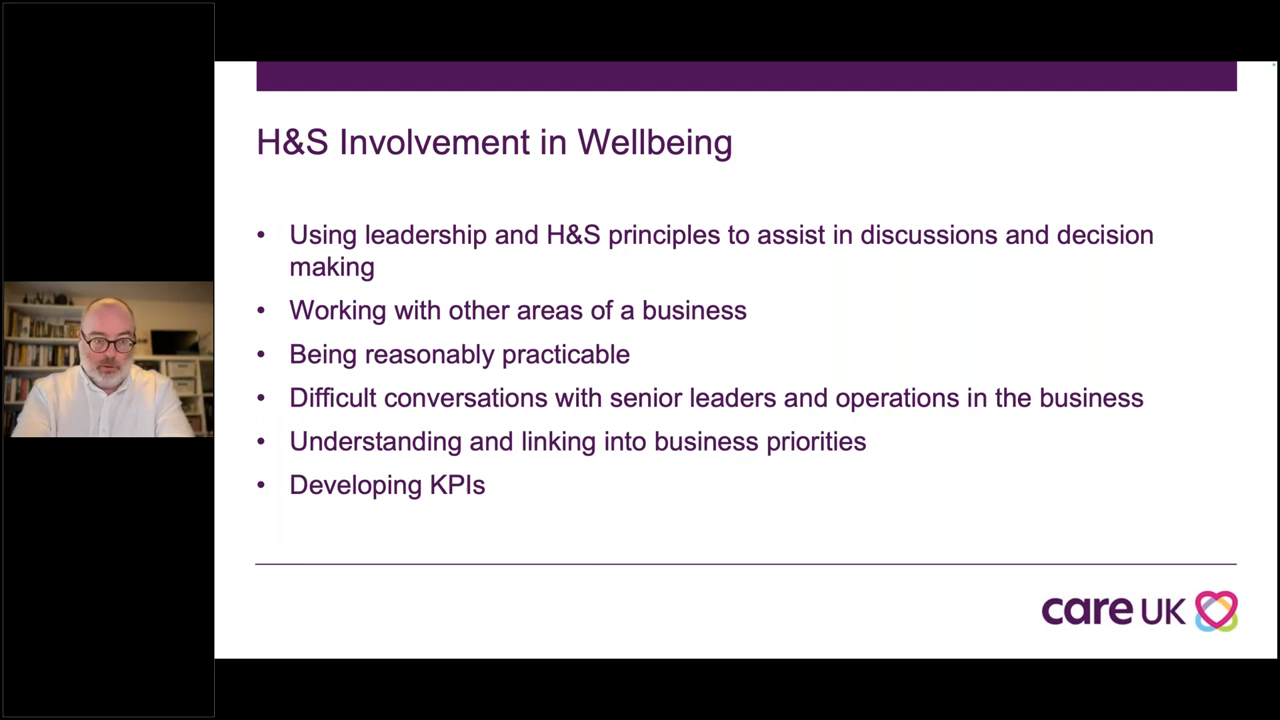 H&S Involvement in Wellbeing
• Using leadership and H&S principles to assist in discussions and decision
making
• Working with other areas of a business
• Being reasonably practicable
• Difficult conversations with senior leaders and operations in the business
• Understanding and linking into business priorities
• Developing KPIs
care UK